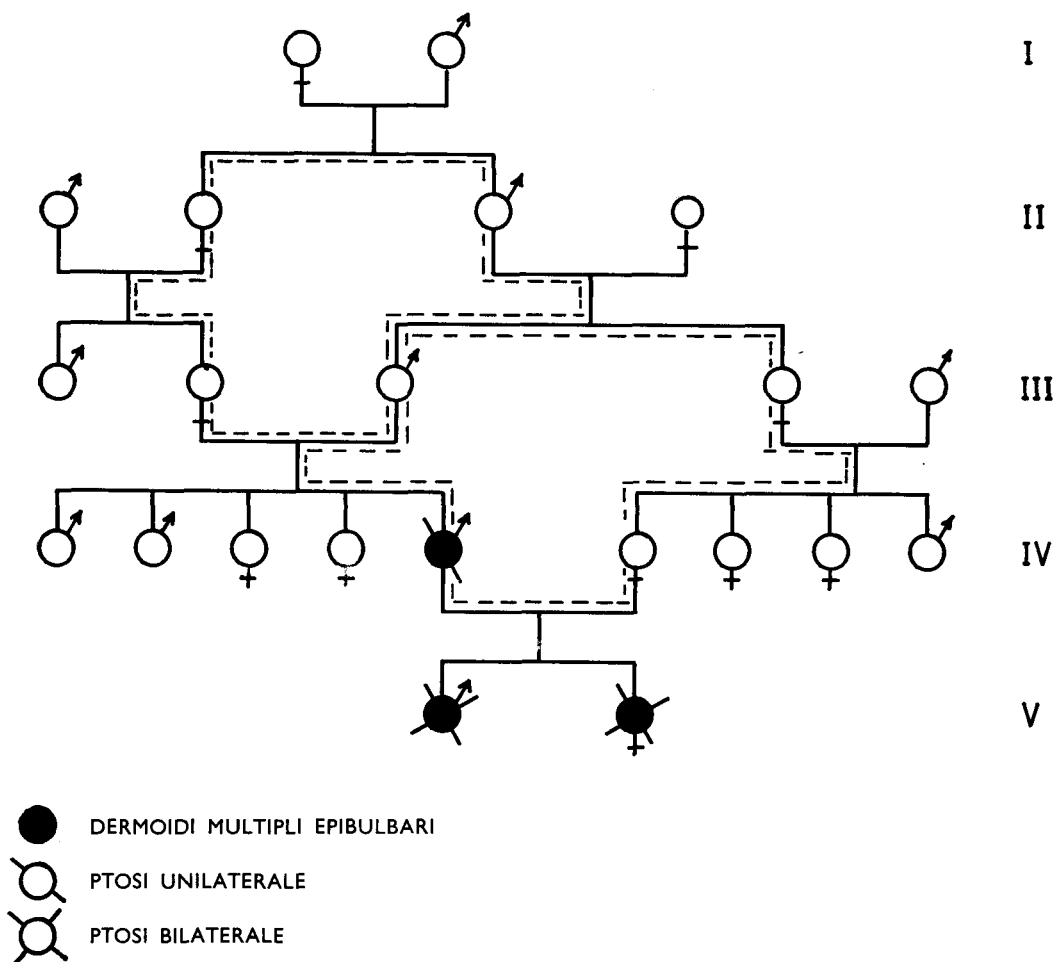 I
II
III
IV
V
DERMOIDI MULTIPLI EPIBULBARI
PTOSI UNILATERALE
PTOSI BILATERALE